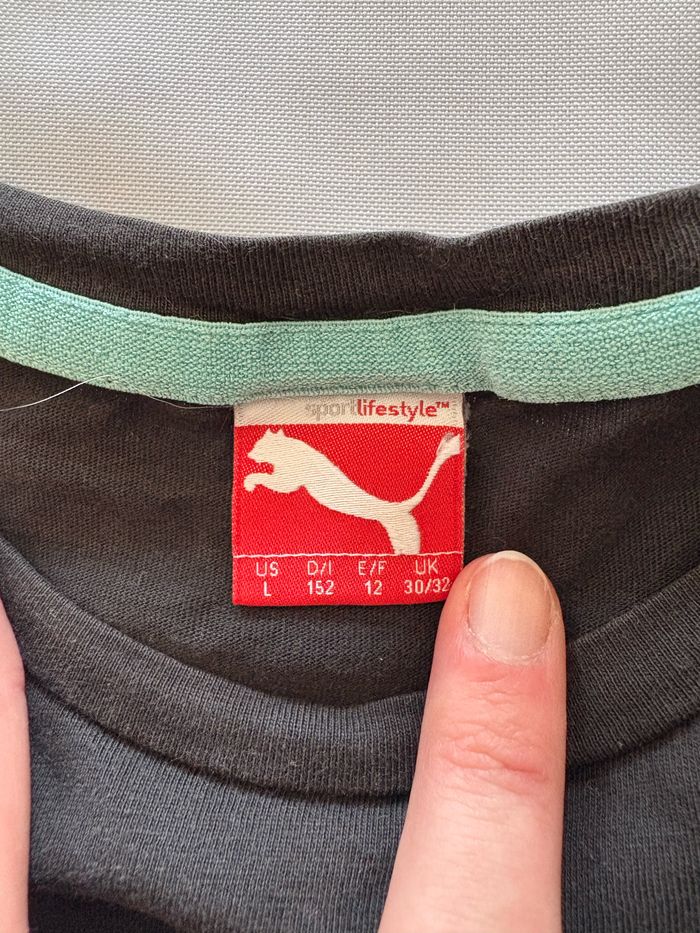 sportlifestyle™
US D/I E/F UK
L 152 12 30/32